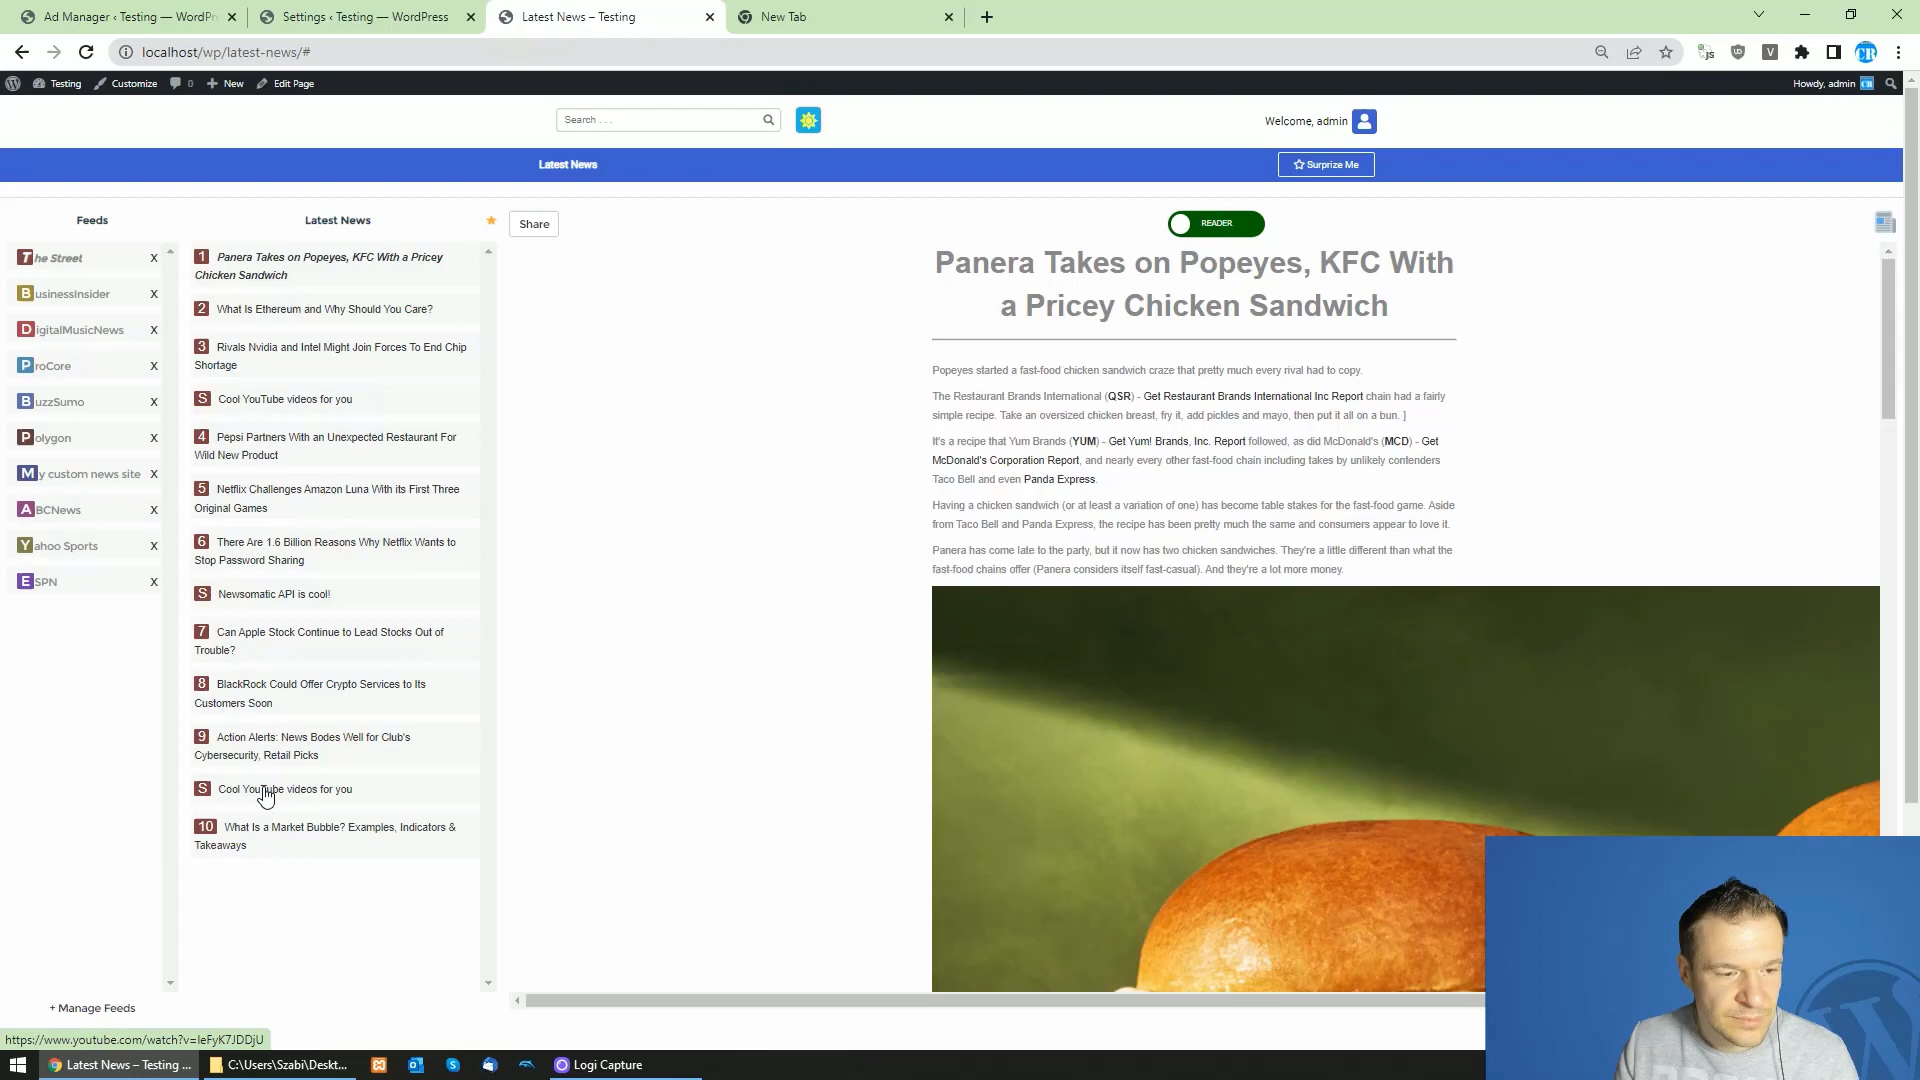 Ad Manager ‹ Testing — WordPr
Settings ‹ Testing — WordPress
Latest News – Testing
New Tab
localhost/wp/latest-news/#
Testing
Customize
0
New
Edit Page
Howdy, admin
Search . . .
Welcome, admin
Latest News
Surprize Me
Feeds
The Street X
BusinessInsider X
DigitalMusicNews X
ProCore X
BuzzSumo X
Polygon X
My custom news site X
ABCNews X
Yahoo Sports X
ESPN X
+ Manage Feeds
Latest News
1 Panera Takes on Popeyes, KFC With a Pricey
Chicken Sandwich
2 What Is Ethereum and Why Should You Care?
3 Rivals Nvidia and Intel Might Join Forces To End Chip
Shortage
S Cool YouTube videos for you
4 Pepsi Partners With an Unexpected Restaurant For
Wild New Product
5 Netflix Challenges Amazon Luna With its First Three
Original Games
6 There Are 1.6 Billion Reasons Why Netflix Wants to
Stop Password Sharing
S Newsomatic API is cool!
7 Can Apple Stock Continue to Lead Stocks Out of
Trouble?
8 BlackRock Could Offer Crypto Services to Its
Customers Soon
9 Action Alerts: News Bodes Well for Club's
Cybersecurity, Retail Picks
S Cool YouTube videos for you
10 What Is a Market Bubble? Examples, Indicators &
Takeaways
Share
READER
Panera Takes on Popeyes, KFC With
a Pricey Chicken Sandwich
Popeyes started a fast-food chicken sandwich craze that pretty much every rival had to copy.
The Restaurant Brands International (QSR) - Get Restaurant Brands International Inc Report chain had a fairly
simple recipe. Take an oversized chicken breast, fry it, add pickles and mayo, then put it all on a bun. ]
It's a recipe that Yum Brands (YUM) - Get Yum! Brands, Inc. Report followed, as did McDonald's (MCD) - Get
McDonald's Corporation Report, and nearly every other fast-food chain including takes by unlikely contenders
Taco Bell and even Panda Express.
Having a chicken sandwich (or at least a variation of one) has become table stakes for the fast-food game. Aside
from Taco Bell and Panda Express, the recipe has been pretty much the same and consumers appear to love it.
Panera has come late to the party, but it now has two chicken sandwiches. They're a little different than what the
fast-food chains offer (Panera considers itself fast-casual). And they're a lot more money.
https://www.youtube.com/watch?v=IeFyK7JDDjU
Latest News – Testing ...
C:\Users\Szabi\Deskt...
Logi Capture